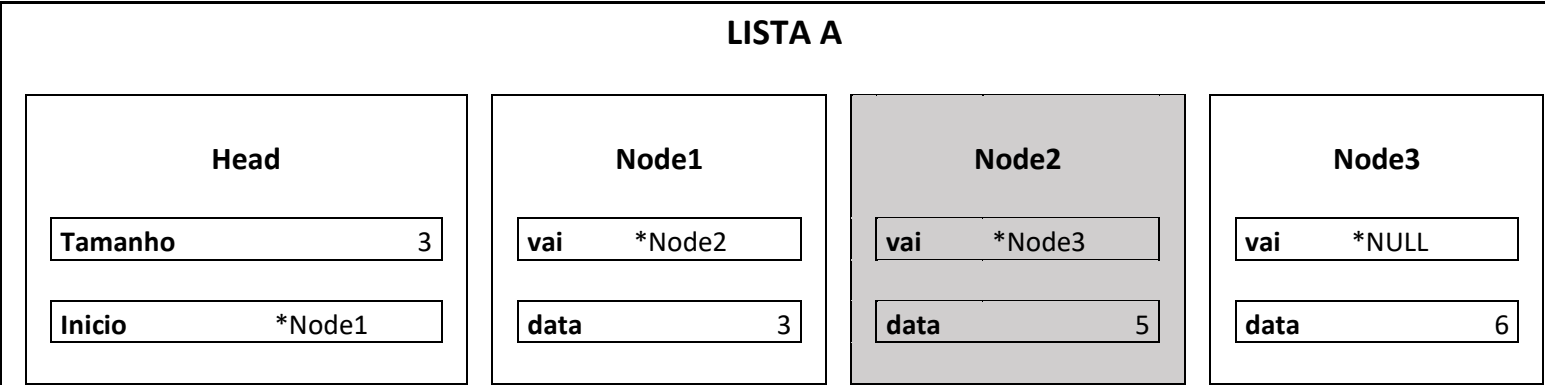 LISTA A
Head Node1 Node2 Node3
Tamanho 3 vai *Node2 vai *Node3 vai *NULL
Inicio *Node1 data 3 data 5 data 6